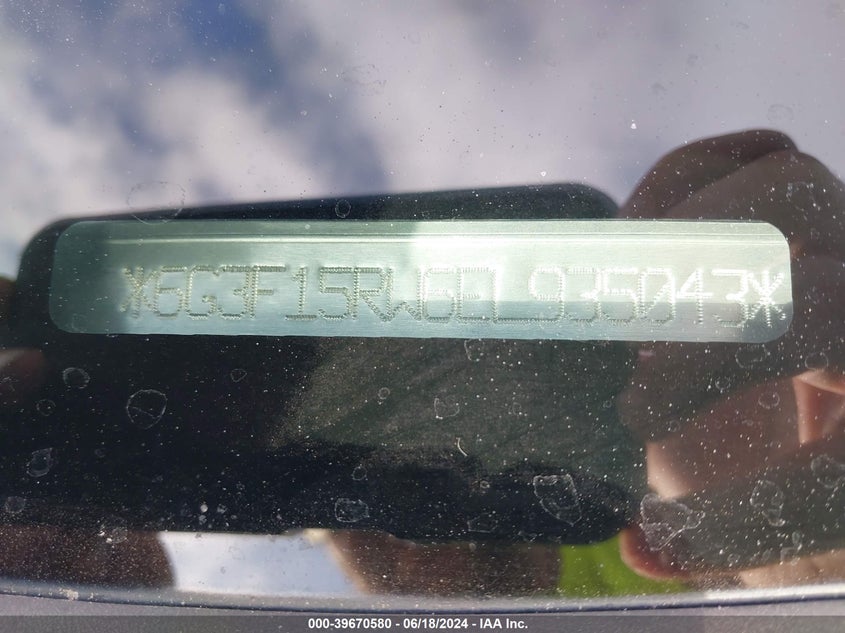 *6G3F15RW6EL935043*
000-39670580 - 06/18/2024 - IAA Inc.